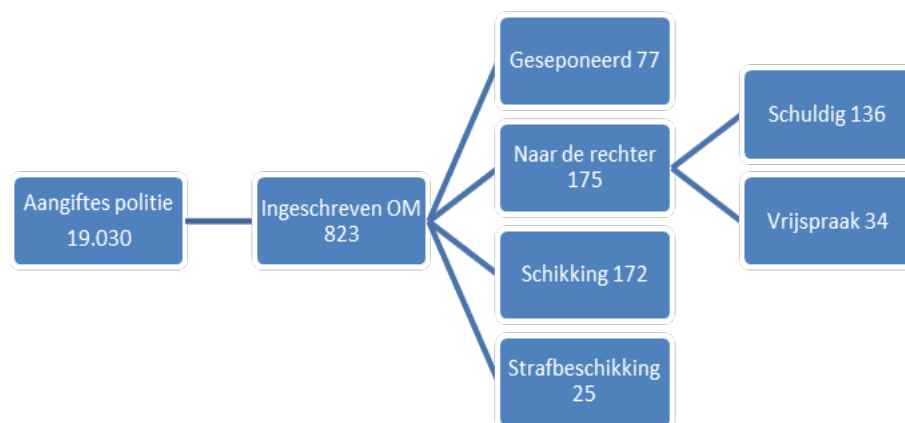 Aangiftes politie
19.030
Ingeschreven OM
823
Geseponeerd 77
Naar de rechter
175
Schikking 172
Strafbeschikking
25
Schuldig 136
Vrijspraak 34